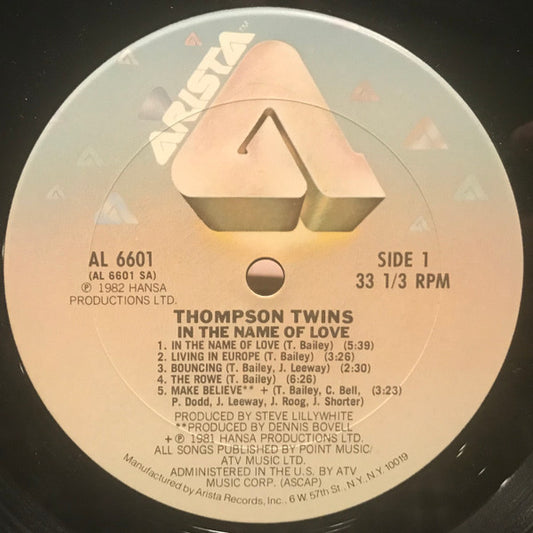 ARISTA™
AL 6601
(AL 6601 SA)
℗ 1982 HANSA
PRODUCTIONS LTD.
SIDE 1
33 1/3 RPM
THOMPSON TWINS
IN THE NAME OF LOVE
1. IN THE NAME OF LOVE (T. Bailey) (5:39)
2. LIVING IN EUROPE (T. Bailey) (3:26)
3. BOUNCING (T. Bailey, J. Leeway) (2:30)
4. THE ROWE (T. Bailey) (6:26)
5. MAKE BELIEVE** + (T. Bailey, C. Bell, (3:23)
P. Dodd, J. Leeway, J. Roog, J. Shorter)
PRODUCED BY STEVE LILLYWHITE
**PRODUCED BY DENNIS BOVELL
+ ℗ 1981 HANSA PRODUCTIONS LTD.
ALL SONGS PUBLISHED BY POINT MUSIC/
ATV MUSIC LTD.
ADMINISTERED IN THE U.S. BY ATV
MUSIC CORP. (ASCAP)
Manufactured by Arista Records, Inc., 6 W. 57th St., N.Y., N.Y. 10019